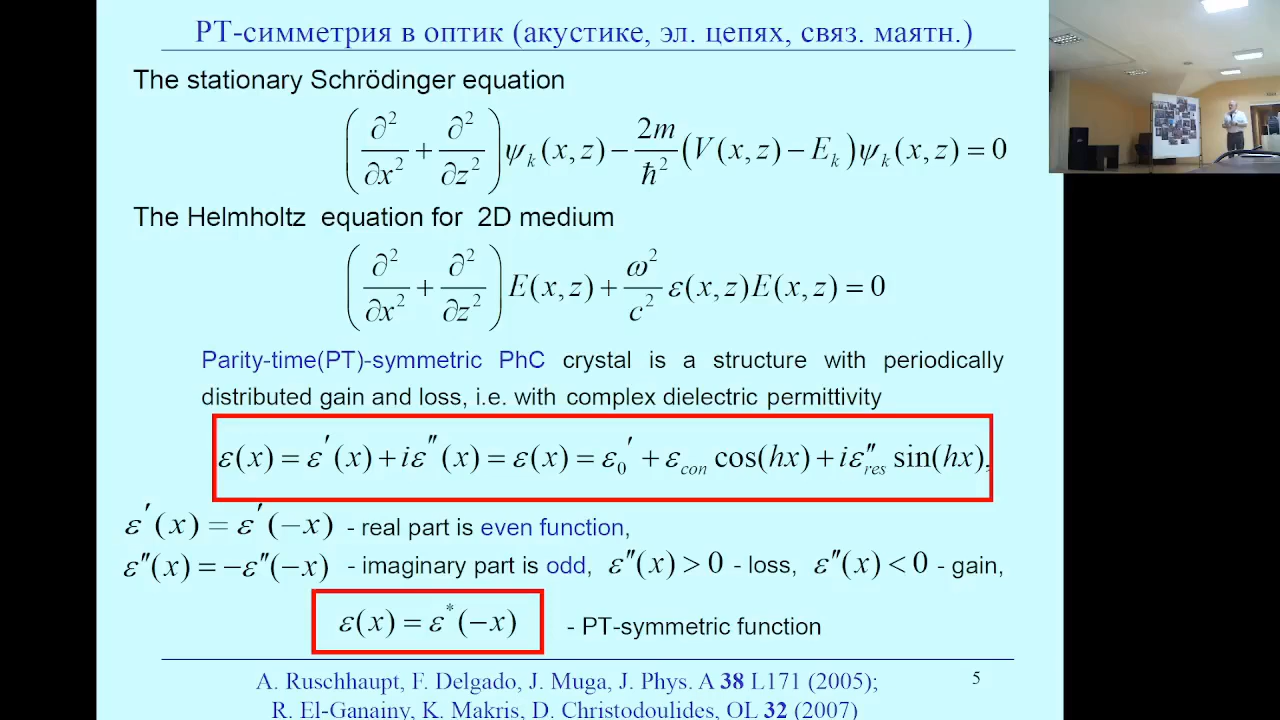 РТ-симметрия в оптик (акустике, эл. цепях, связ. маятн.)
The stationary Schrödinger equation
(∂²/∂x² + ∂²/∂z²)ψₖ(x,z) − 2m/ħ² (V(x,z) − Eₖ)ψₖ(x,z) = 0
The Helmholtz equation for 2D medium
(∂²/∂x² + ∂²/∂z²)E(x,z) + ω²/c² ε(x,z)E(x,z) = 0
Parity-time(PT)-symmetric PhC crystal is a structure with periodically
distributed gain and loss, i.e. with complex dielectric permittivity
ε(x) = ε′(x) + iε″(x) = ε(x) = ε₀′ + ε_con cos(hx) + iε″_res sin(hx),
ε′(x) = ε′(−x) - real part is even function,
ε″(x) = −ε″(−x) - imaginary part is odd, ε″(x) > 0 - loss, ε″(x) < 0 - gain,
ε(x) = ε*(−x) - PT-symmetric function
A. Ruschhaupt, F. Delgado, J. Muga, J. Phys. A 38 L171 (2005);
5
R. El-Ganainy, K. Makris, D. Christodoulides, OL 32 (2007)